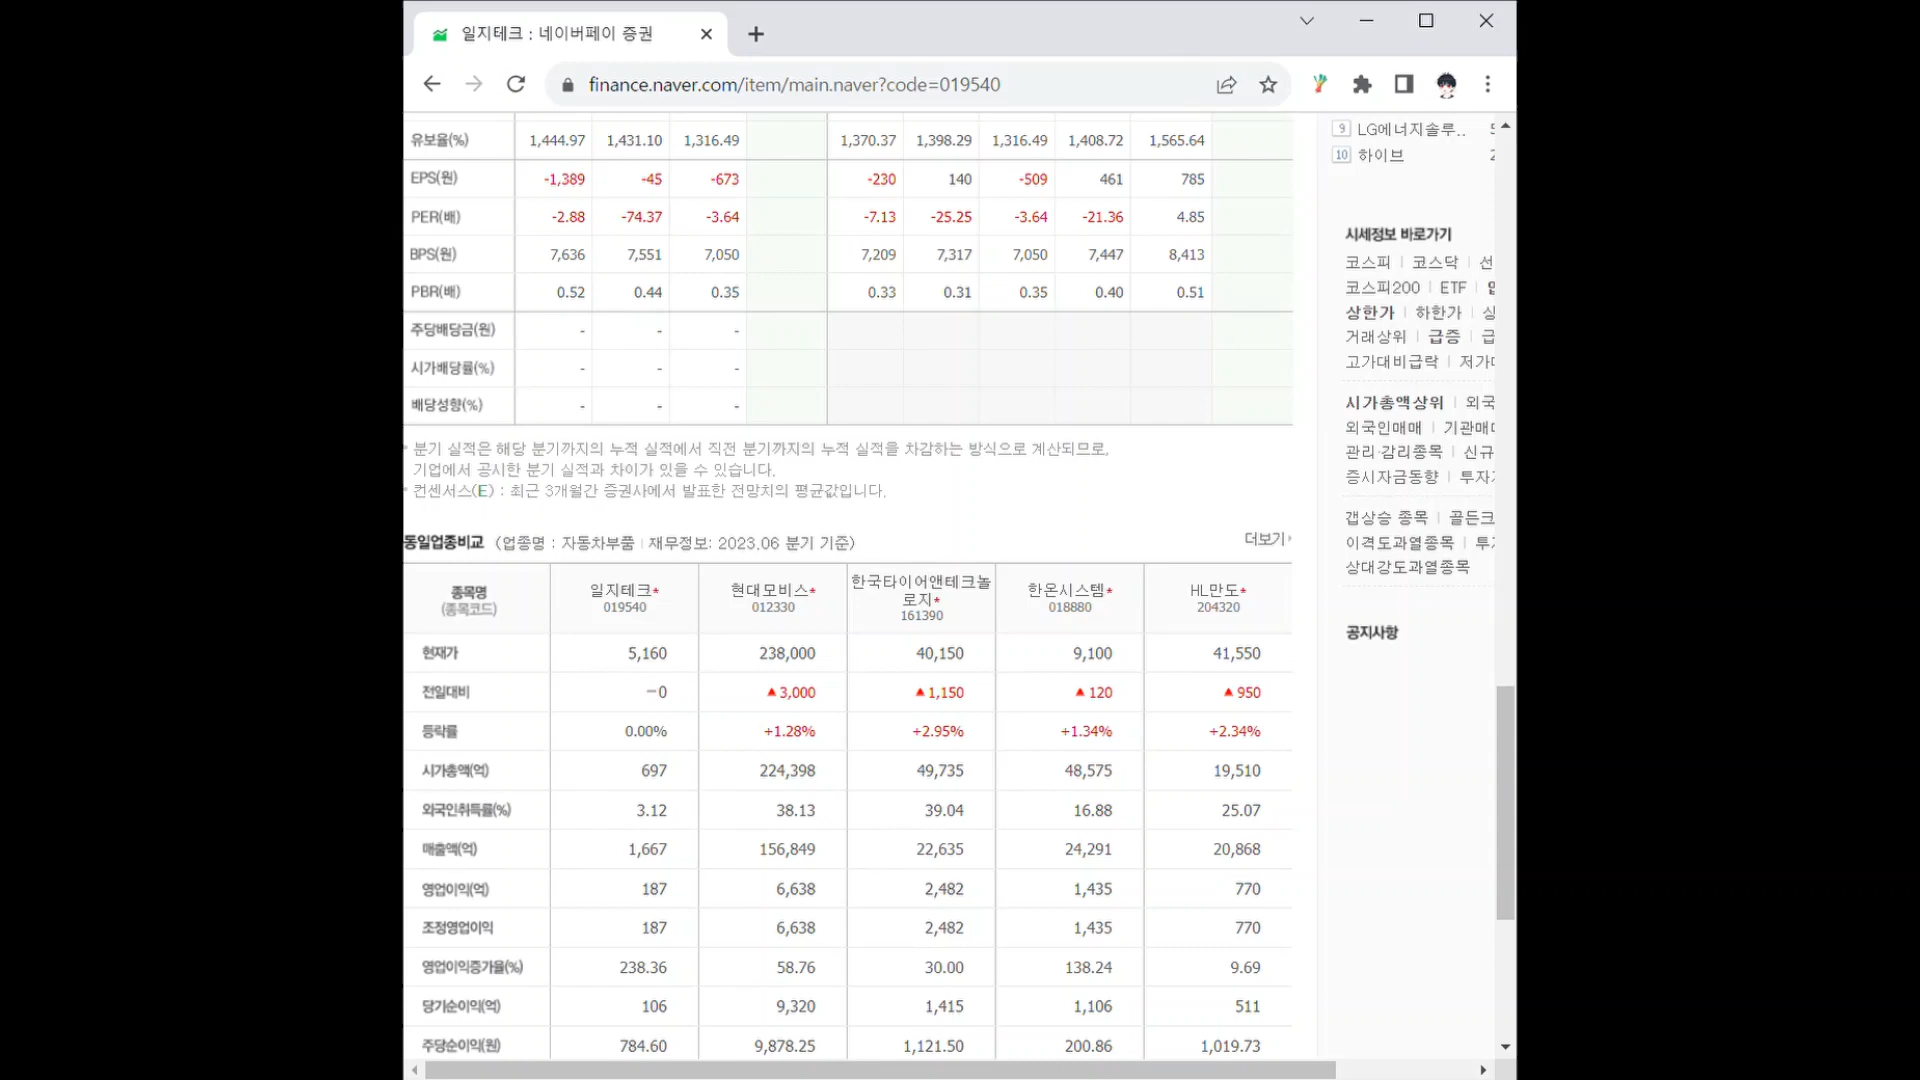 일지테크 : 네이버페이 증권
finance.naver.com/item/main.naver?code=019540
유보율(%) 1,444.97 1,431.10 1,316.49 1,370.37 1,398.29 1,316.49 1,408.72 1,565.64
EPS(원) -1,389 -45 -673 -230 140 -509 461 785
PER(배) -2.88 -74.37 -3.64 -7.13 -25.25 -3.64 -21.36 4.85
BPS(원) 7,636 7,551 7,050 7,209 7,317 7,050 7,447 8,413
PBR(배) 0.52 0.44 0.35 0.33 0.31 0.35 0.40 0.51
주당배당금(원) - - -
시가배당률(%) - - -
배당성향(%) - - -
* 분기 실적은 해당 분기까지의 누적 실적에서 직전 분기까지의 누적 실적을 차감하는 방식으로 계산되므로,
기업에서 공시한 분기 실적과 차이가 있을 수 있습니다.
* 컨센서스(E) : 최근 3개월간 증권사에서 발표한 전망치의 평균값입니다.
동일업종비교 (업종명 : 자동차부품 | 재무정보: 2023.06 분기 기준)
더보기
종목명 일지테크* 현대모비스* 한국타이어앤테크놀로지* 한온시스템* HL만도*
(종목코드) 019540 012330 161390 018880 204320
현재가 5,160 238,000 40,150 9,100 41,550
전일대비 －0 ▲3,000 ▲1,150 ▲120 ▲950
등락률 0.00% +1.28% +2.95% +1.34% +2.34%
시가총액(억) 697 224,398 49,735 48,575 19,510
외국인취득률(%) 3.12 38.13 39.04 16.88 25.07
매출액(억) 1,667 156,849 22,635 24,291 20,868
영업이익(억) 187 6,638 2,482 1,435 770
조정영업이익 187 6,638 2,482 1,435 770
영업이익증가율(%) 238.36 58.76 30.00 138.24 9.69
당기순이익(억) 106 9,320 1,415 1,106 511
주당순이익(원) 784.60 9,878.25 1,121.50 200.86 1,019.73
9 LG에너지솔루..
10 하이브
시세정보 바로가기
코스피 | 코스닥 | 선
코스피200 | ETF |
상한가 | 하한가 |
거래상위 | 급증 | 급
고가대비급락 |
시가총액상위 | 외국
외국인매매 |
관리·감리종목 | 신규
증시자금동향 |
갭상승 종목 |
이격도과열종목 |
상대강도과열종목
공지사항